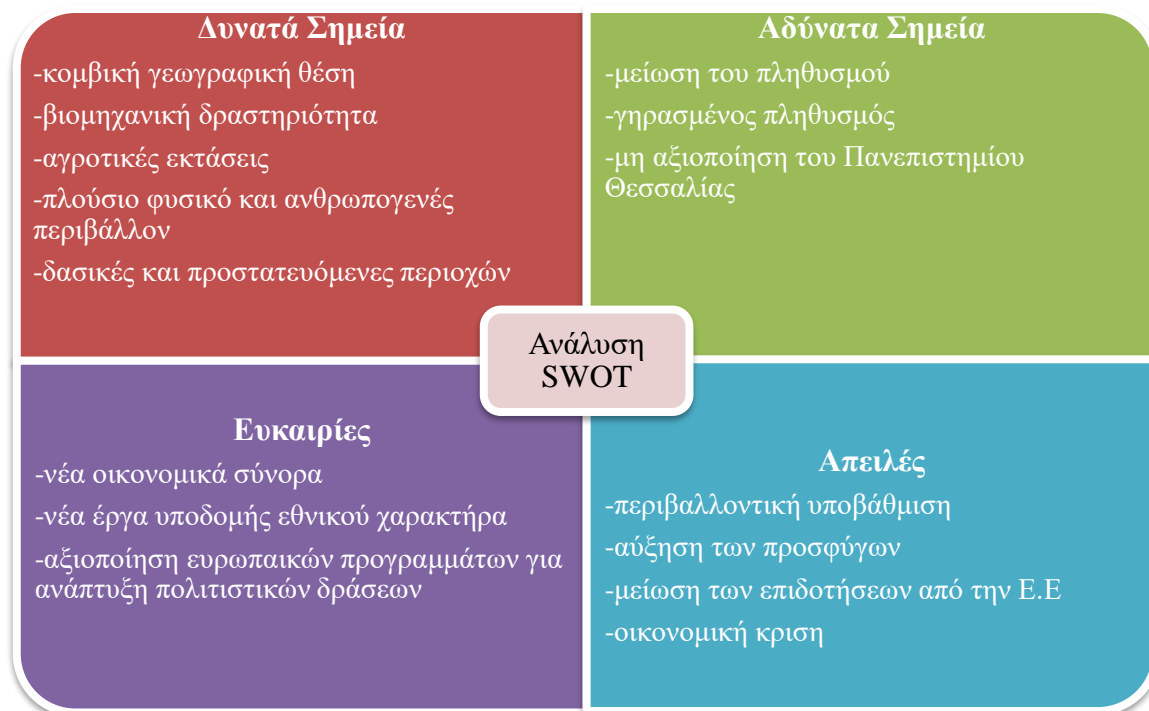 Δυνατά Σημεία
-κομβική γεωγραφική θέση
-βιομηχανική δραστηριότητα
-αγροτικές εκτάσεις
-πλούσιο φυσικό και ανθρωπογενές
περιβάλλον
-δασικές και προστατευόμενες περιοχών
Αδύνατα Σημεία
-μείωση του πληθυσμού
-γηρασμένος πληθυσμός
-μη αξιοποίηση του Πανεπιστημίου
Θεσσαλίας
Ανάλυση
SWOT
Ευκαιρίες
-νέα οικονομικά σύνορα
-νέα έργα υποδομής εθνικού χαρακτήρα
-αξιοποίηση ευρωπαικών προγραμμάτων για
ανάπτυξη πολιτιστικών δράσεων
Απειλές
-περιβαλλοντική υποβάθμιση
-αύξηση των προσφύγων
-μείωση των επιδοτήσεων από την Ε.Ε
-οικονομική κριση